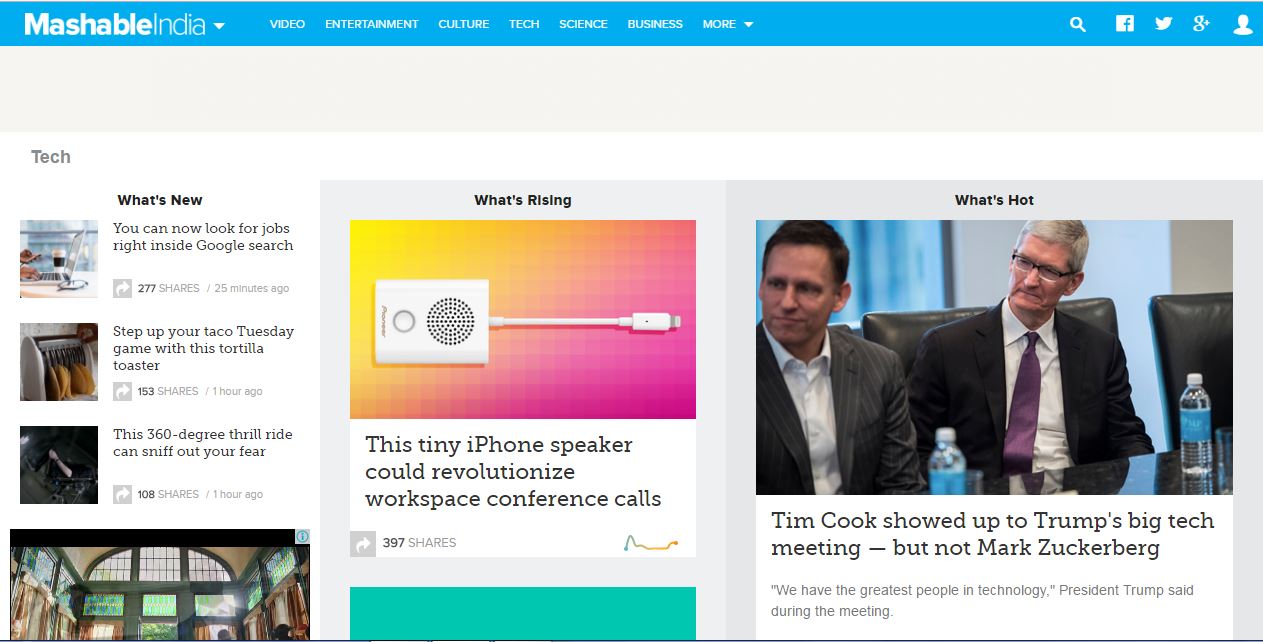 MashableIndia
VIDEO ENTERTAINMENT CULTURE TECH SCIENCE BUSINESS MORE
Tech
What's New
You can now look for jobs
right inside Google search
277 SHARES / 25 minutes ago
Step up your taco Tuesday
game with this tortilla
toaster
153 SHARES / 1 hour ago
This 360-degree thrill ride
can sniff out your fear
108 SHARES / 1 hour ago
What's Rising
Pioneer
This tiny iPhone speaker
could revolutionize
workspace conference calls
397 SHARES
What's Hot
Tim Cook showed up to Trump's big tech
meeting — but not Mark Zuckerberg
"We have the greatest people in technology," President Trump said
during the meeting.